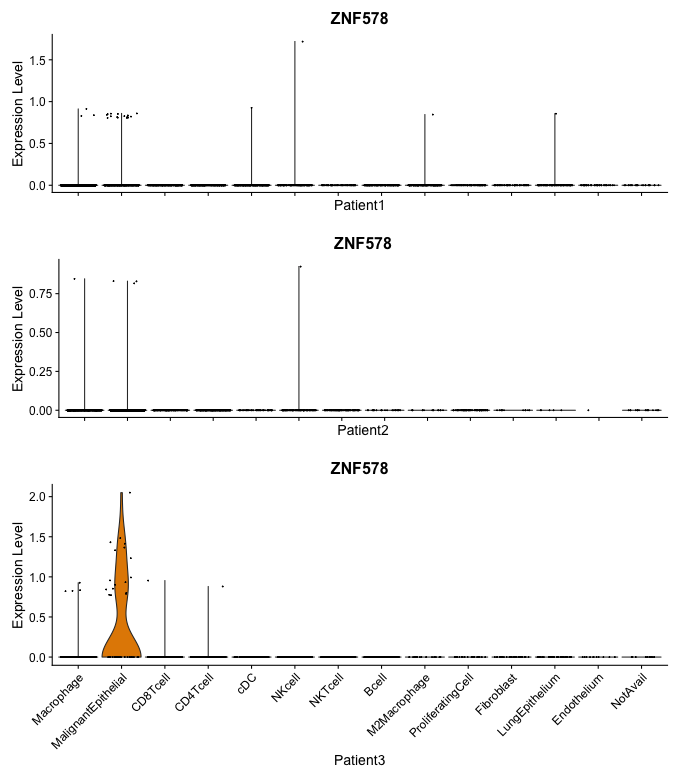 ZNF578
Expression Level
1.5
1.0
0.5
0.0
Patient1
ZNF578
Expression Level
0.75
0.50
0.25
0.00
Patient2
ZNF578
Expression Level
2.0
1.5
1.0
0.5
0.0
Macrophage
MalignantEpithelial
CD8Tcell
CD4Tcell
cDC
NKcell
NKTcell
Bcell
M2Macrophage
ProliferatingCell
Fibroblast
LungEpithelium
Endothelium
NotAvail
Patient3